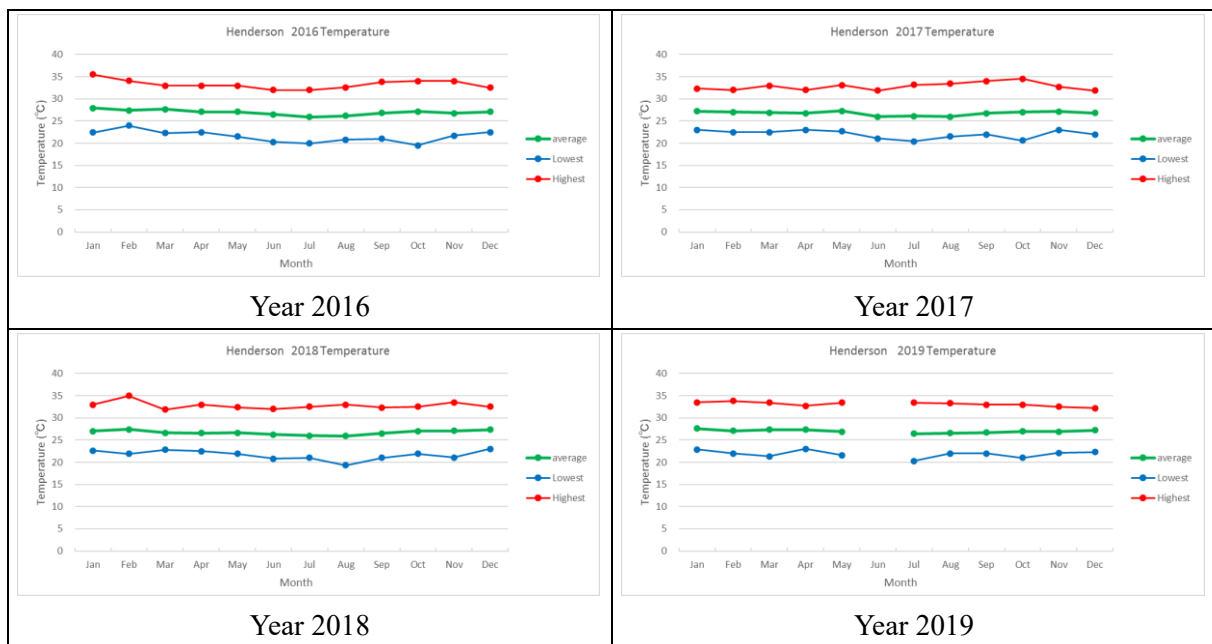 Henderson 2016 Temperature
40
35
30
25
20
15
10
5
0
Temperature (℃)
Jan Feb Mar Apr May Jun Jul Aug Sep Oct Nov Dec
Month
average
Lowest
Highest
Year 2016
Henderson 2017 Temperature
40
35
30
25
20
15
10
5
0
Temperature (℃)
Jan Feb Mar Apr May Jun Jul Aug Sep Oct Nov Dec
Month
average
Lowest
Highest
Year 2017
Henderson 2018 Temperature
40
35
30
25
20
15
10
5
0
Temperature (℃)
Jan Feb Mar Apr May Jun Jul Aug Sep Oct Nov Dec
Month
average
Lowest
Highest
Year 2018
Henderson 2019 Temperature
40
35
30
25
20
15
10
5
0
Temperature (℃)
Jan Feb Mar Apr May Jun Jul Aug Sep Oct Nov Dec
Month
average
Lowest
Highest
Year 2019